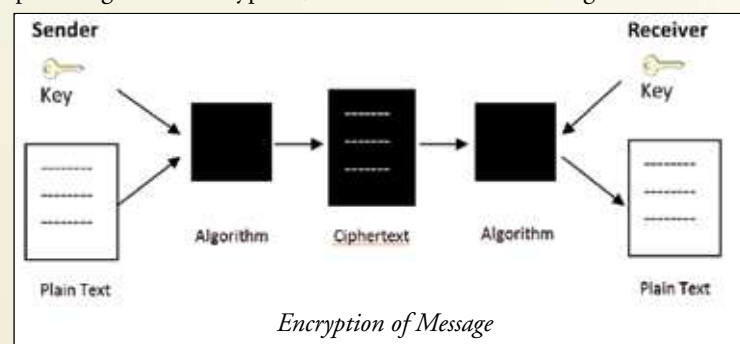 Sender
Receiver
Key
Key
Algorithm
Ciphertext
Algorithm
Plain Text
Plain Text
Encryption of Message